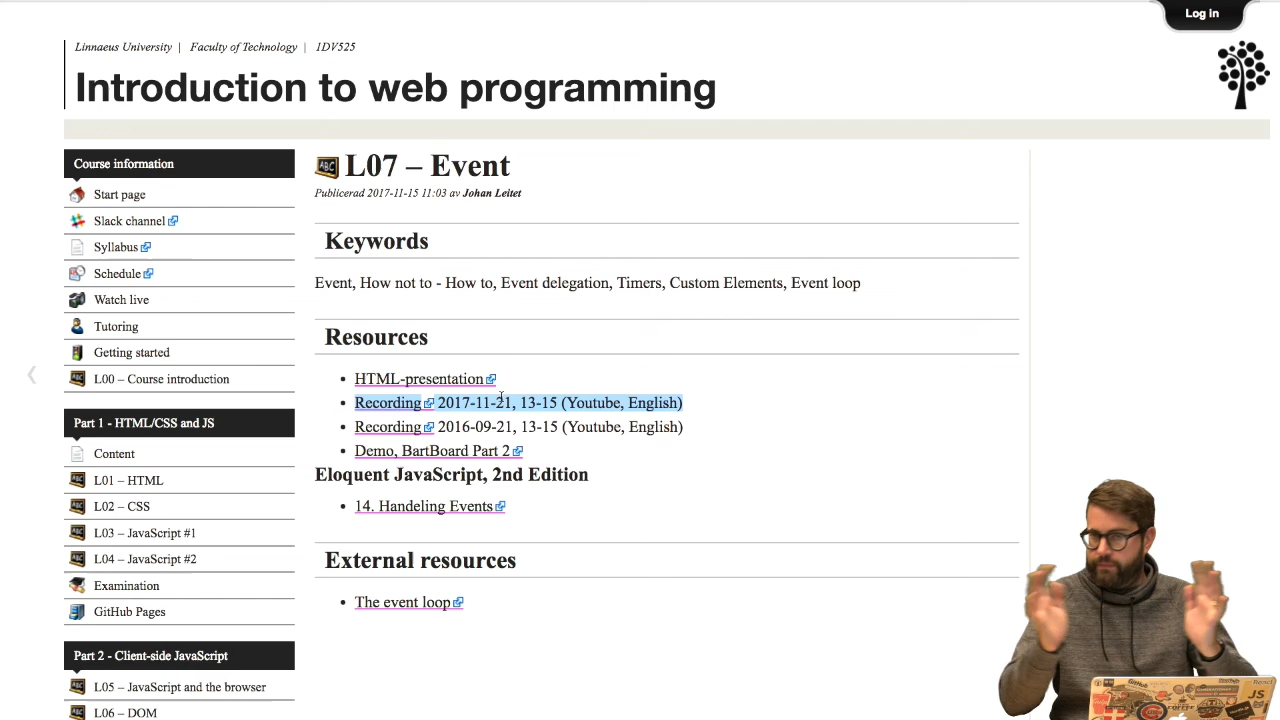 Log in
Linnaeus University | Faculty of Technology | 1DV525
Introduction to web programming
Course information
Start page
Slack channel
Syllabus
Schedule
Watch live
Tutoring
Getting started
L00 – Course introduction
Part 1 - HTML/CSS and JS
Content
L01 – HTML
L02 – CSS
L03 – JavaScript #1
L04 – JavaScript #2
Examination
GitHub Pages
Part 2 - Client-side JavaScript
L05 – JavaScript and the browser
L06 – DOM
ABC L07 – Event
Publicerad 2017-11-15 11:03 av Johan Leitet
Keywords
Event, How not to - How to, Event delegation, Timers, Custom Elements, Event loop
Resources
• HTML-presentation
• Recording 2017-11-21, 13-15 (Youtube, English)
• Recording 2016-09-21, 13-15 (Youtube, English)
• Demo, BartBoard Part 2
Eloquent JavaScript, 2nd Edition
• 14. Handeling Events
External resources
• The event loop
GitHub
JS
COFFEE